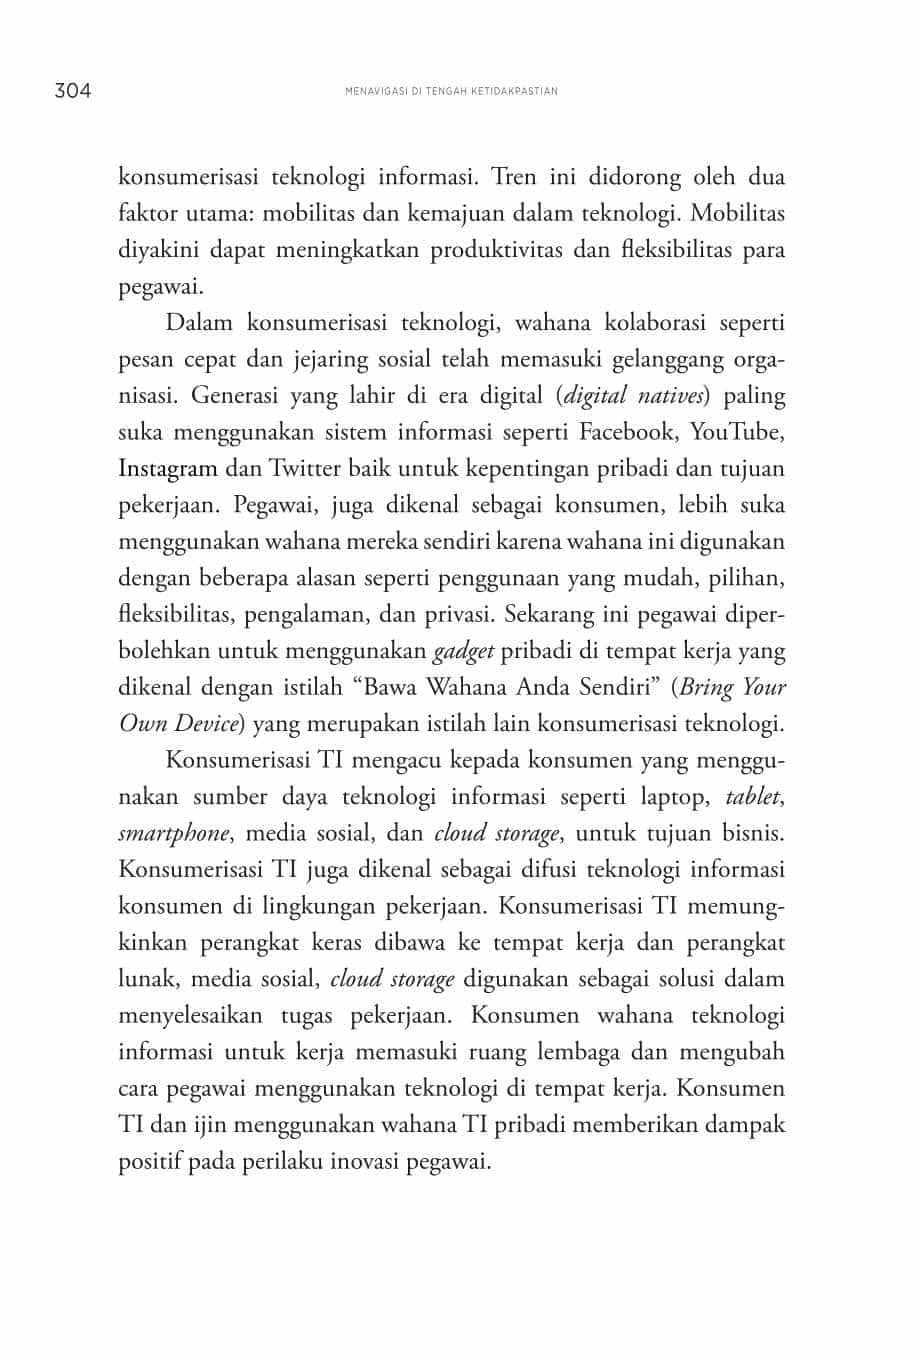 304
MENAVIGASI DI TENGAH KETIDAKPASTIAN
konsumerisasi teknologi informasi. Tren ini didorong oleh dua
faktor utama: mobilitas dan kemajuan dalam teknologi. Mobilitas
diyakini dapat meningkatkan produktivitas dan fleksibilitas para
pegawai.
Dalam konsumerisasi teknologi, wahana kolaborasi seperti
pesan cepat dan jejaring sosial telah memasuki gelanggang orga-
nisasi. Generasi yang lahir di era digital (digital natives) paling
suka menggunakan sistem informasi seperti Facebook, YouTube,
Instagram dan Twitter baik untuk kepentingan pribadi dan tujuan
pekerjaan. Pegawai, juga dikenal sebagai konsumen, lebih suka
menggunakan wahana mereka sendiri karena wahana ini digunakan
dengan beberapa alasan seperti penggunaan yang mudah, pilihan,
fleksibilitas, pengalaman, dan privasi. Sekarang ini pegawai diper-
bolehkan untuk menggunakan gadget pribadi di tempat kerja yang
dikenal dengan istilah “Bawa Wahana Anda Sendiri” (Bring Your
Own Device) yang merupakan istilah lain konsumerisasi teknologi.
Konsumerisasi TI mengacu kepada konsumen yang menggu-
nakan sumber daya teknologi informasi seperti laptop, tablet,
smartphone, media sosial, dan cloud storage, untuk tujuan bisnis.
Konsumerisasi TI juga dikenal sebagai difusi teknologi informasi
konsumen di lingkungan pekerjaan. Konsumerisasi TI memung-
kinkan perangkat keras dibawa ke tempat kerja dan perangkat
lunak, media sosial, cloud storage digunakan sebagai solusi dalam
menyelesaikan tugas pekerjaan. Konsumen wahana teknologi
informasi untuk kerja memasuki ruang lembaga dan mengubah
cara pegawai menggunakan teknologi di tempat kerja. Konsumen
TI dan ijin menggunakan wahana TI pribadi memberikan dampak
positif pada perilaku inovasi pegawai.